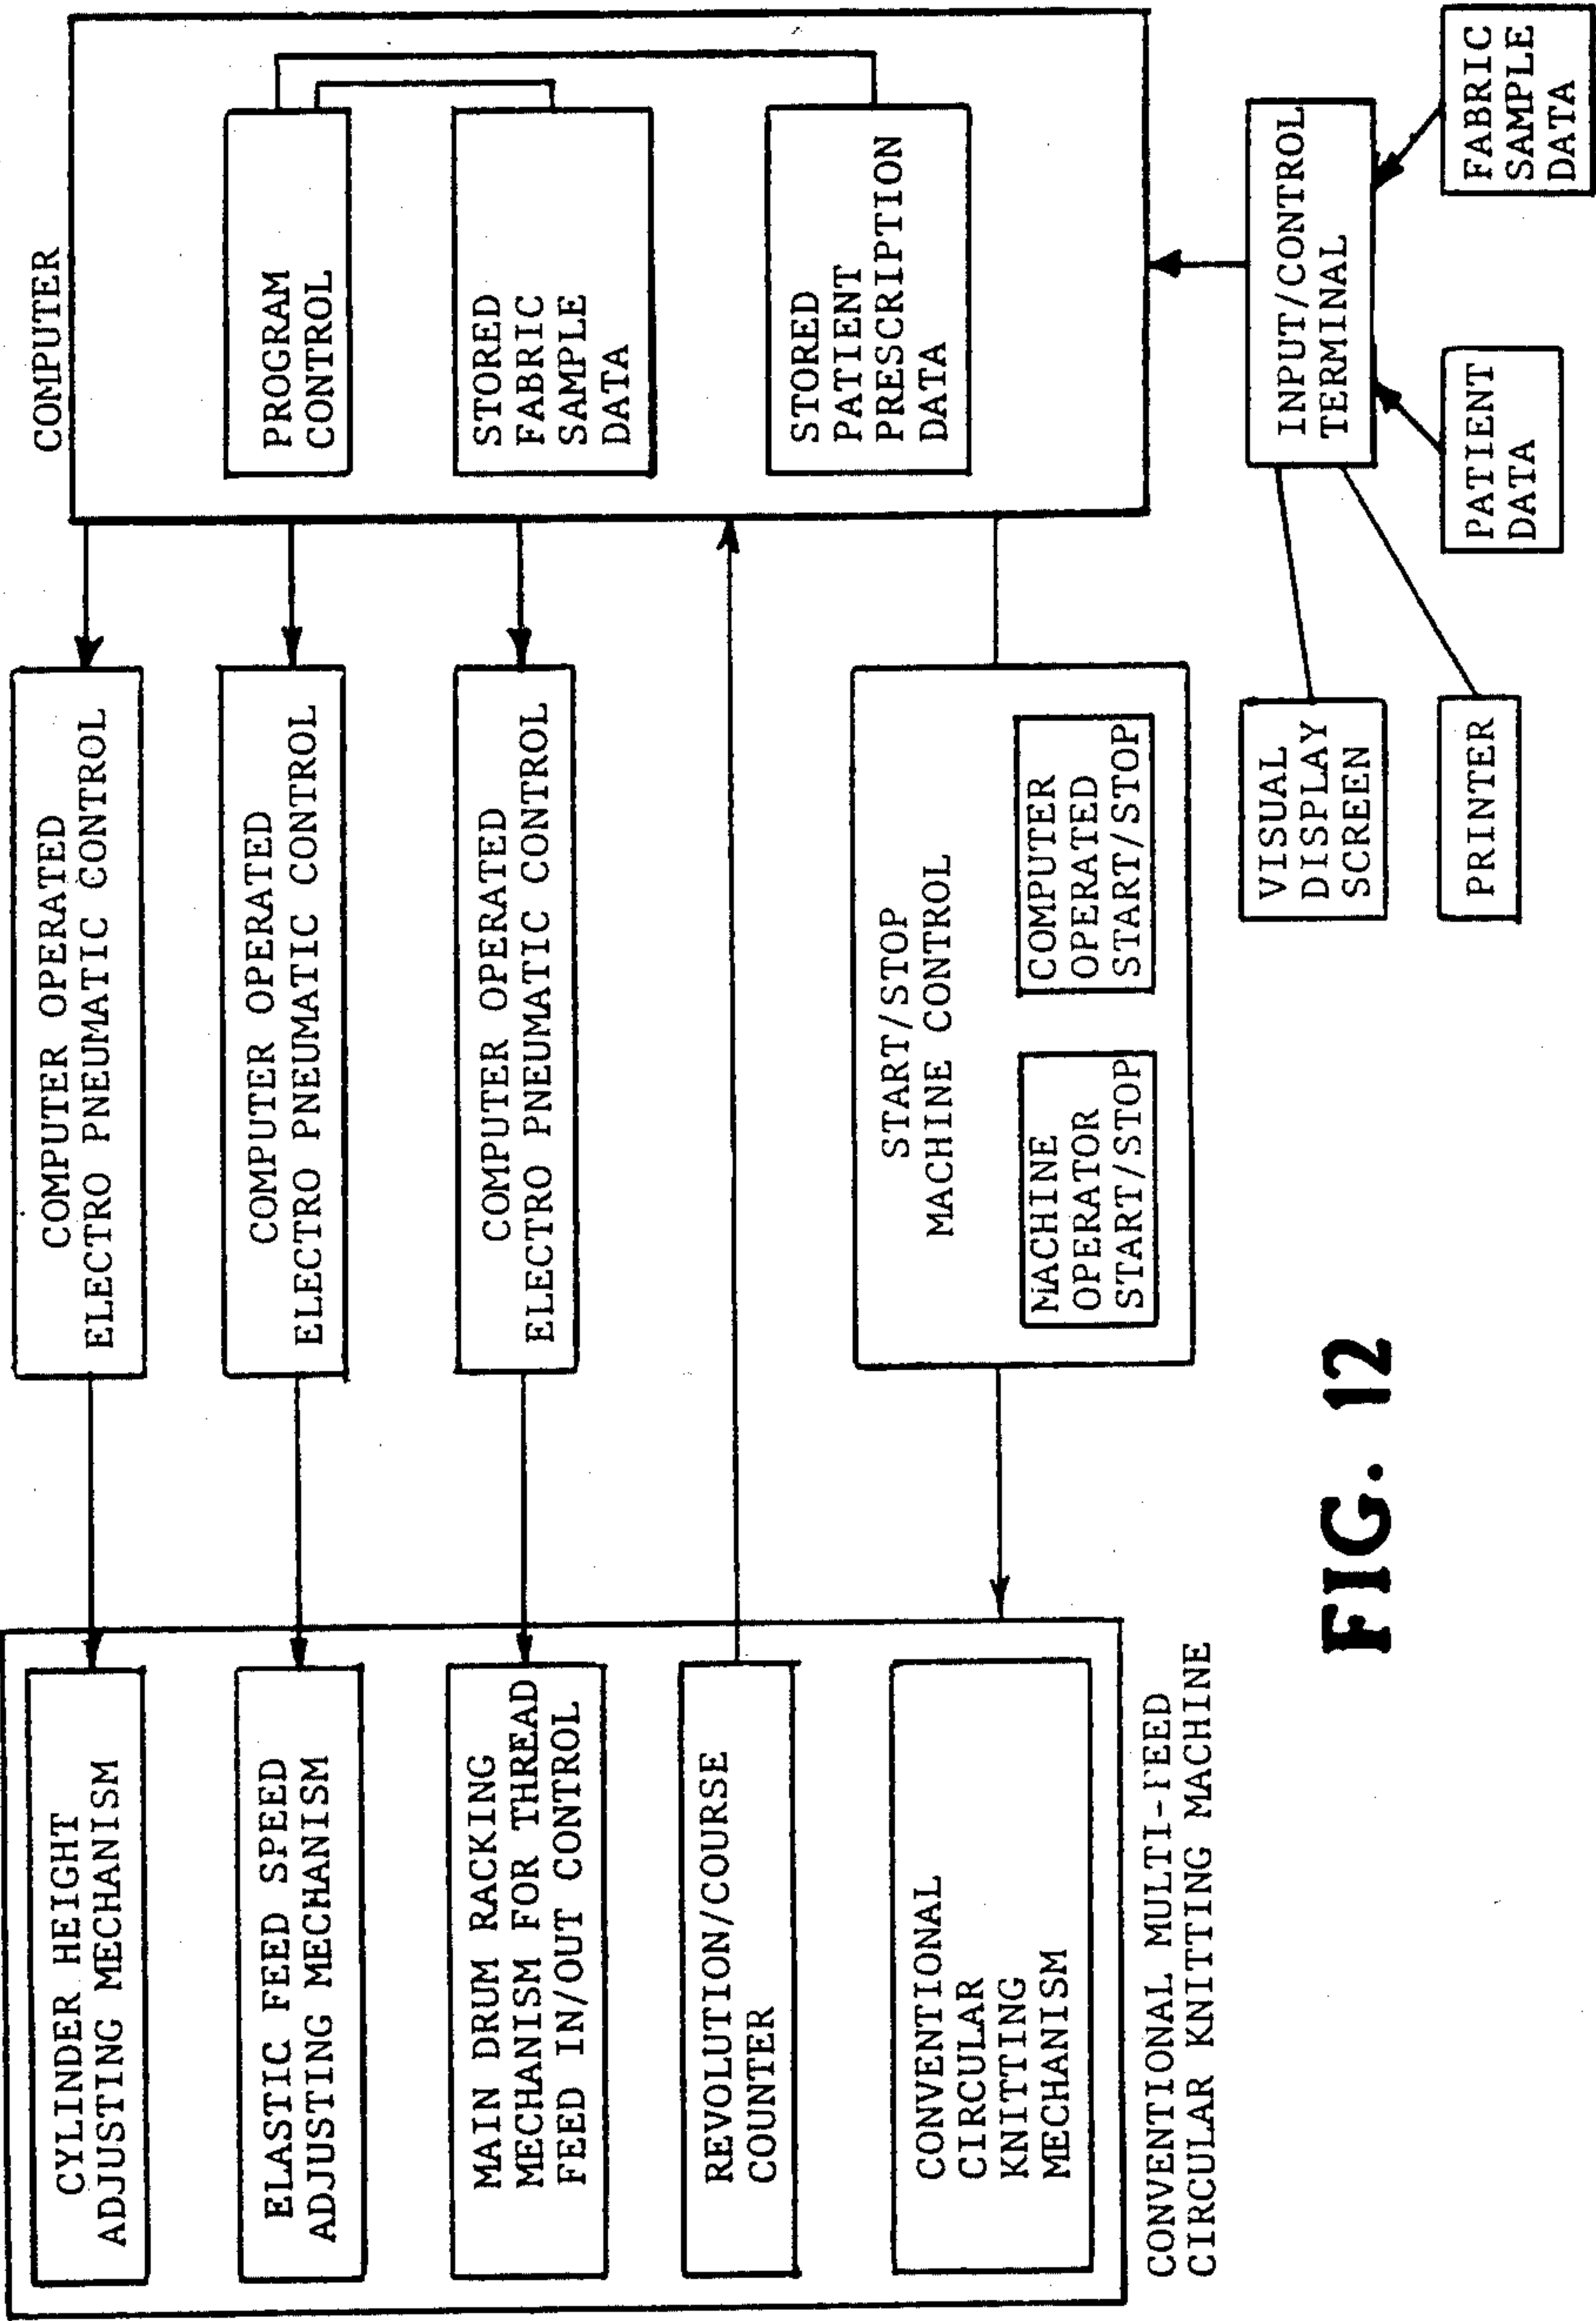 CYLINDER HEIGHT
ADJUSTING MECHANISM
ELASTIC FEED SPEED
ADJUSTING MECHANISM
MAIN DRUM RACKING
MECHANISM FOR THREAD
FEED IN/OUT CONTROL
REVOLUTION/COURSE
COUNTER
CONVENTIONAL
CIRCULAR
KNITTING
MECHANISM
CONVENTIONAL MULTI-FEED
CIRCULAR KNITTING MACHINE
COMPUTER OPERATED
ELECTRO PNEUMATIC CONTROL
COMPUTER OPERATED
ELECTRO PNEUMATIC CONTROL
COMPUTER OPERATED
ELECTRO PNEUMATIC CONTROL
START/STOP
MACHINE CONTROL
MACHINE
OPERATOR
START/STOP
COMPUTER
OPERATED
START/STOP
COMPUTER
PROGRAM
CONTROL
STORED
FABRIC
SAMPLE
DATA
STORED
PATIENT
PRESCRIPTION
DATA
INPUT/CONTROL
TERMINAL
VISUAL
DISPLAY
SCREEN
PRINTER
PATIENT
DATA
FABRIC
SAMPLE
DATA
FIG. 12